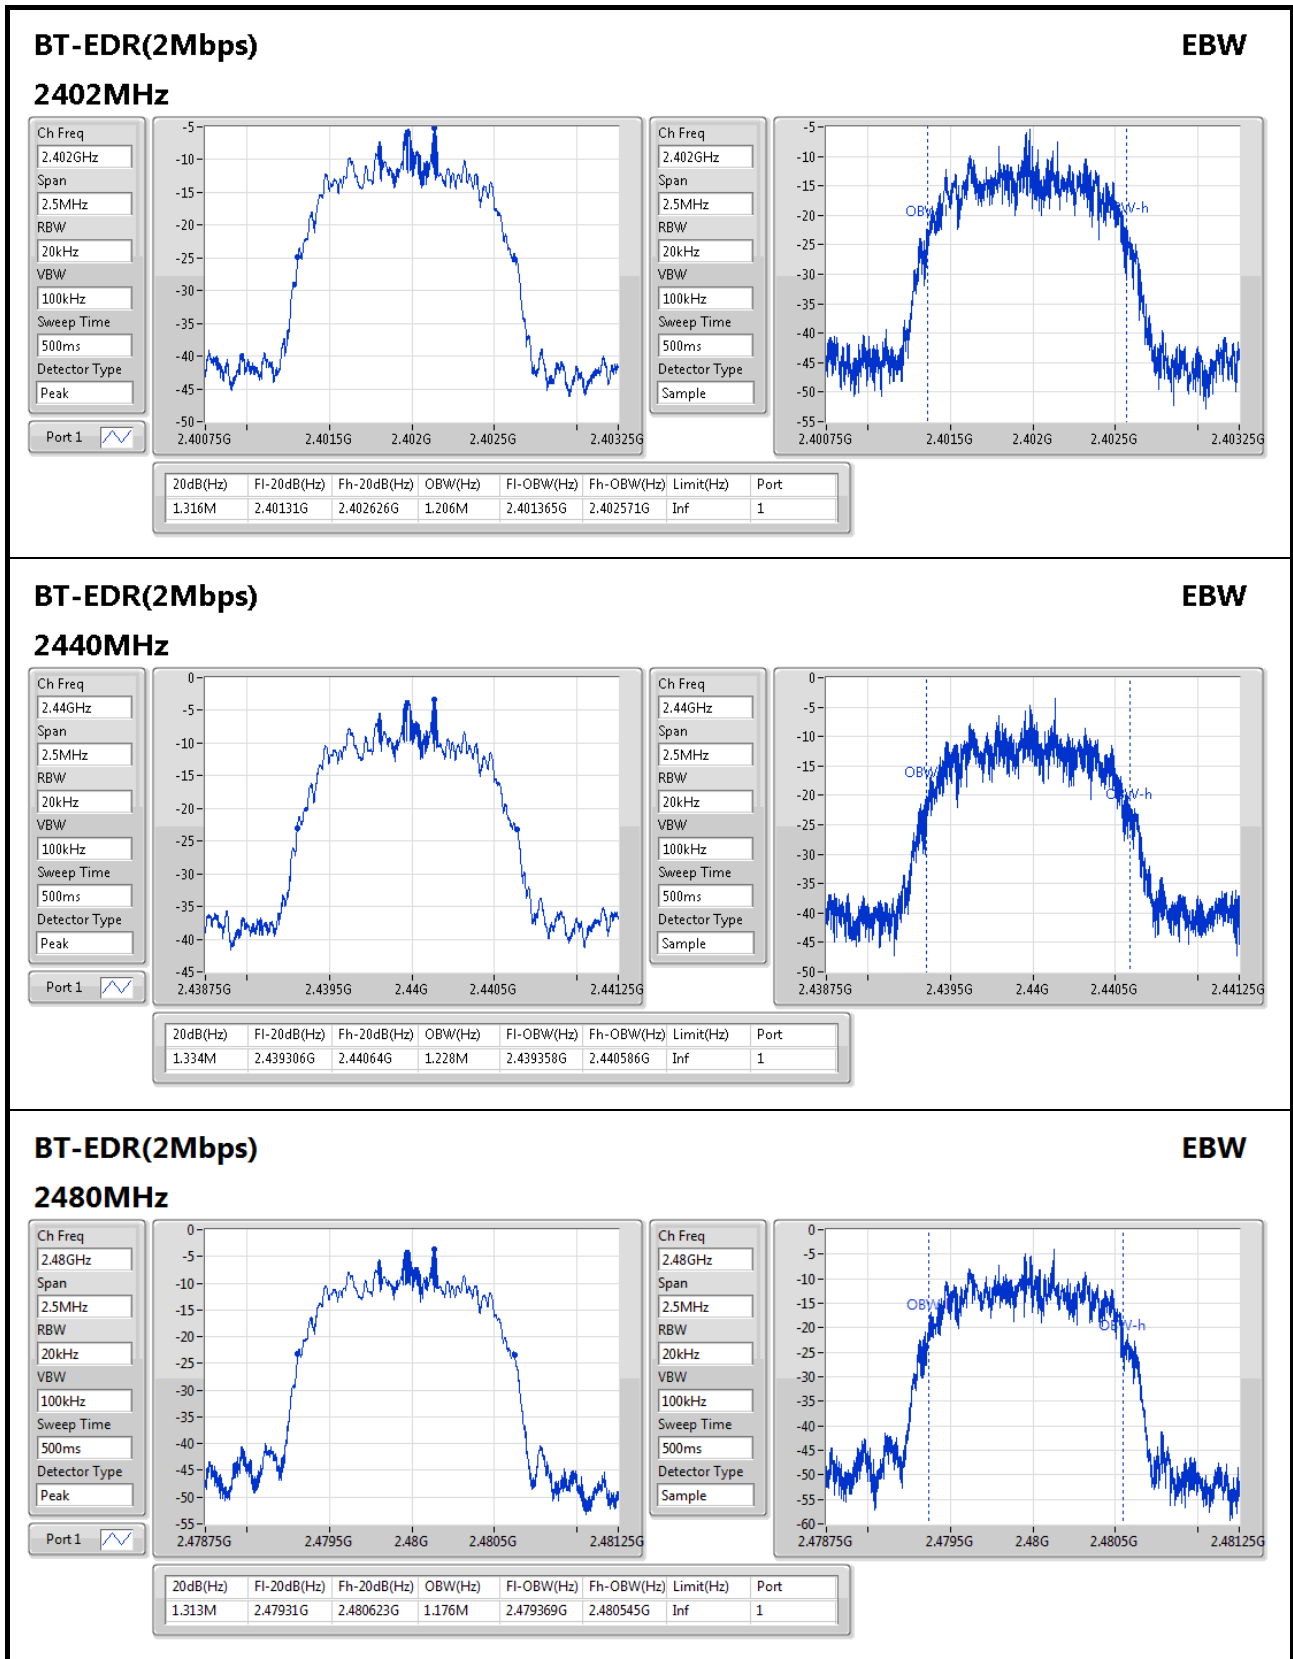 BT-EDR(2Mbps) EBW
2402MHz
Ch Freq
2.402GHz
Span
2.5MHz
RBW
20kHz
VBW
100kHz
Sweep Time
500ms
Detector Type
Peak
Port 1
-5
-10
-15
-20
-25
-30
-35
-40
-45
-50
2.40075G 2.4015G 2.402G 2.4025G 2.40325G
Ch Freq
2.402GHz
Span
2.5MHz
RBW
20kHz
VBW
100kHz
Sweep Time
500ms
Detector Type
Sample
-5
-10
-15
-20
-25
-30
-35
-40
-45
-50
-55
2.40075G 2.4015G 2.402G 2.4025G 2.40325G
20dB(Hz) Fl-20dB(Hz) Fh-20dB(Hz) OBW(Hz) Fl-OBW(Hz) Fh-OBW(Hz) Limit(Hz) Port
1.316M 2.40131G 2.402626G 1.206M 2.401365G 2.402571G Inf 1
BT-EDR(2Mbps) EBW
2440MHz
Ch Freq
2.44GHz
Span
2.5MHz
RBW
20kHz
VBW
100kHz
Sweep Time
500ms
Detector Type
Peak
Port 1
0
-5
-10
-15
-20
-25
-30
-35
-40
-45
2.43875G 2.4395G 2.44G 2.4405G 2.44125G
Ch Freq
2.44GHz
Span
2.5MHz
RBW
20kHz
VBW
100kHz
Sweep Time
500ms
Detector Type
Sample
0
-5
-10
-15
-20
-25
-30
-35
-40
-45
-50
OBW-h
2.43875G 2.4395G 2.44G 2.4405G 2.44125G
20dB(Hz) Fl-20dB(Hz) Fh-20dB(Hz) OBW(Hz) Fl-OBW(Hz) Fh-OBW(Hz) Limit(Hz) Port
1.334M 2.439306G 2.44064G 1.228M 2.439358G 2.440586G Inf 1
BT-EDR(2Mbps) EBW
2480MHz
Ch Freq
2.48GHz
Span
2.5MHz
RBW
20kHz
VBW
100kHz
Sweep Time
500ms
Detector Type
Peak
Port 1
0
-5
-10
-15
-20
-25
-30
-35
-40
-45
-50
-55
2.47875G 2.4795G 2.48G 2.4805G 2.48125G
Ch Freq
2.48GHz
Span
2.5MHz
RBW
20kHz
VBW
100kHz
Sweep Time
500ms
Detector Type
Sample
0
-5
-10
-15
-20
-25
-30
-35
-40
-45
-50
-55
-60
OBW-h
2.47875G 2.4795G 2.48G 2.4805G 2.48125G
20dB(Hz) Fl-20dB(Hz) Fh-20dB(Hz) OBW(Hz) Fl-OBW(Hz) Fh-OBW(Hz) Limit(Hz) Port
1.313M 2.47931G 2.480623G 1.176M 2.479369G 2.480545G Inf 1